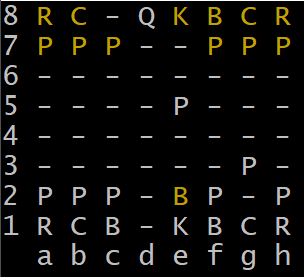 8 R C - Q K B C R
7 P P P - - P P P
6 - - - - - - - -
5 - - - - P - - -
4 - - - - - - - -
3 - - - - - - P -
2 P P P - B P - P
1 R C B - K B C R
a b c d e f g h